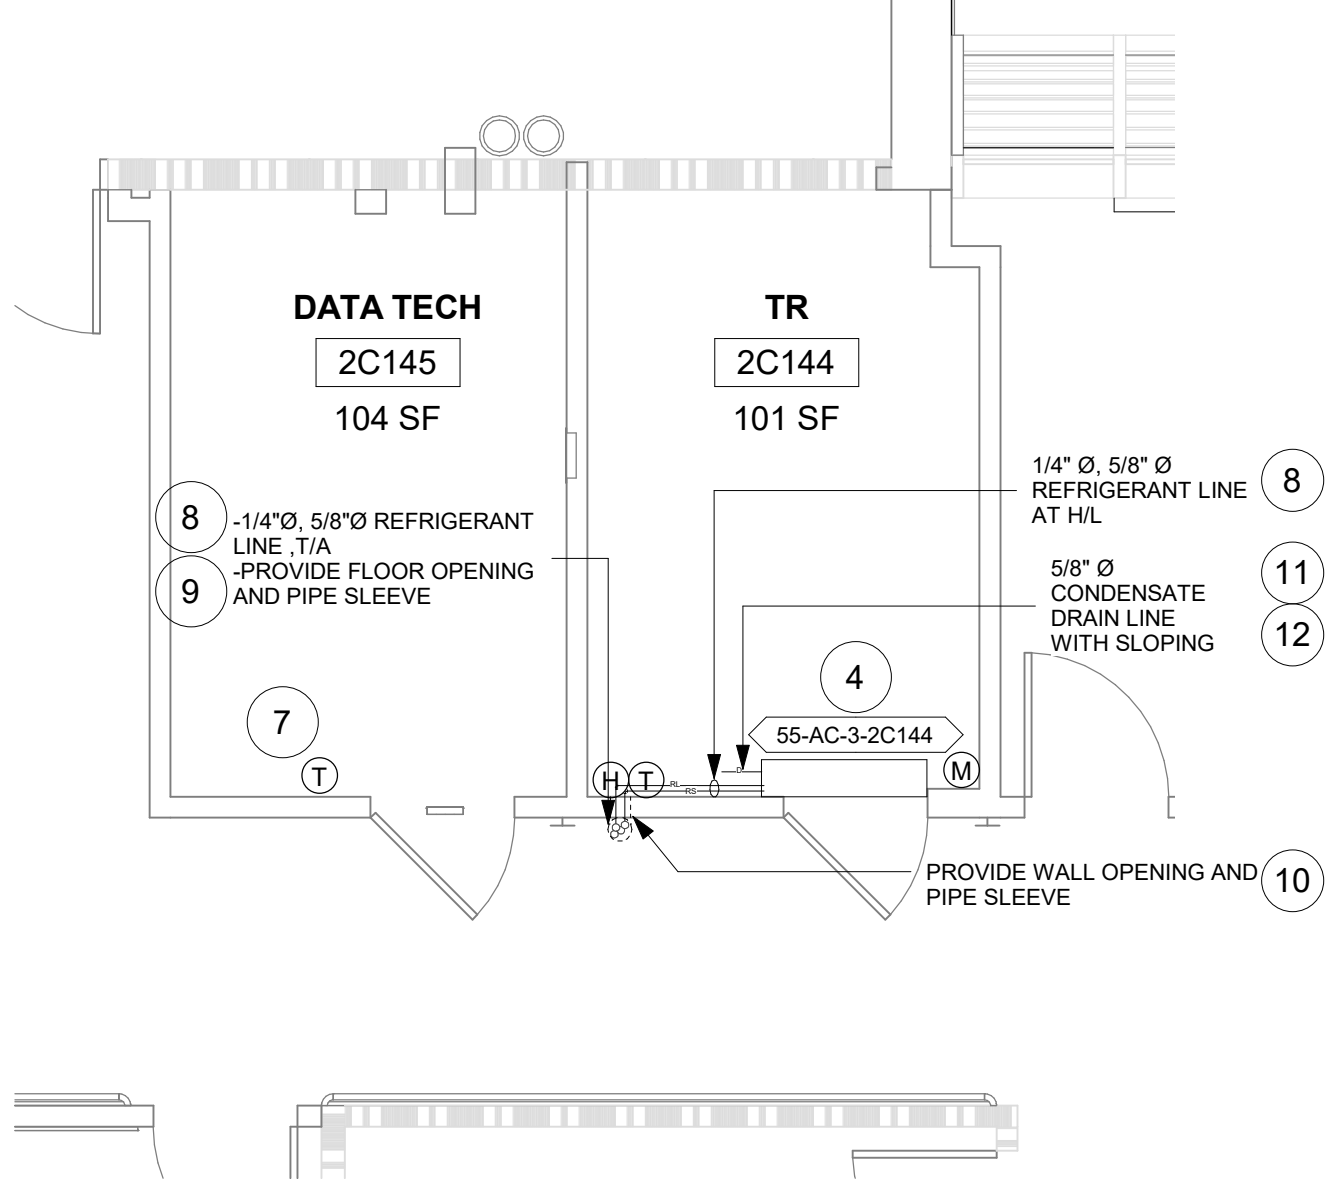 DATA TECH
2C145
104 SF
TR
2C144
101 SF
8
9
-1/4"Ø, 5/8"Ø REFRIGERANT
LINE ,T/A
-PROVIDE FLOOR OPENING
AND PIPE SLEEVE
1/4" Ø, 5/8" Ø
REFRIGERANT LINE
AT H/L
8
5/8" Ø
CONDENSATE
DRAIN LINE
WITH SLOPING
11
12
4
55-AC-3-2C144
7
T
H
T
D
RL
RS
M
PROVIDE WALL OPENING AND
PIPE SLEEVE
10